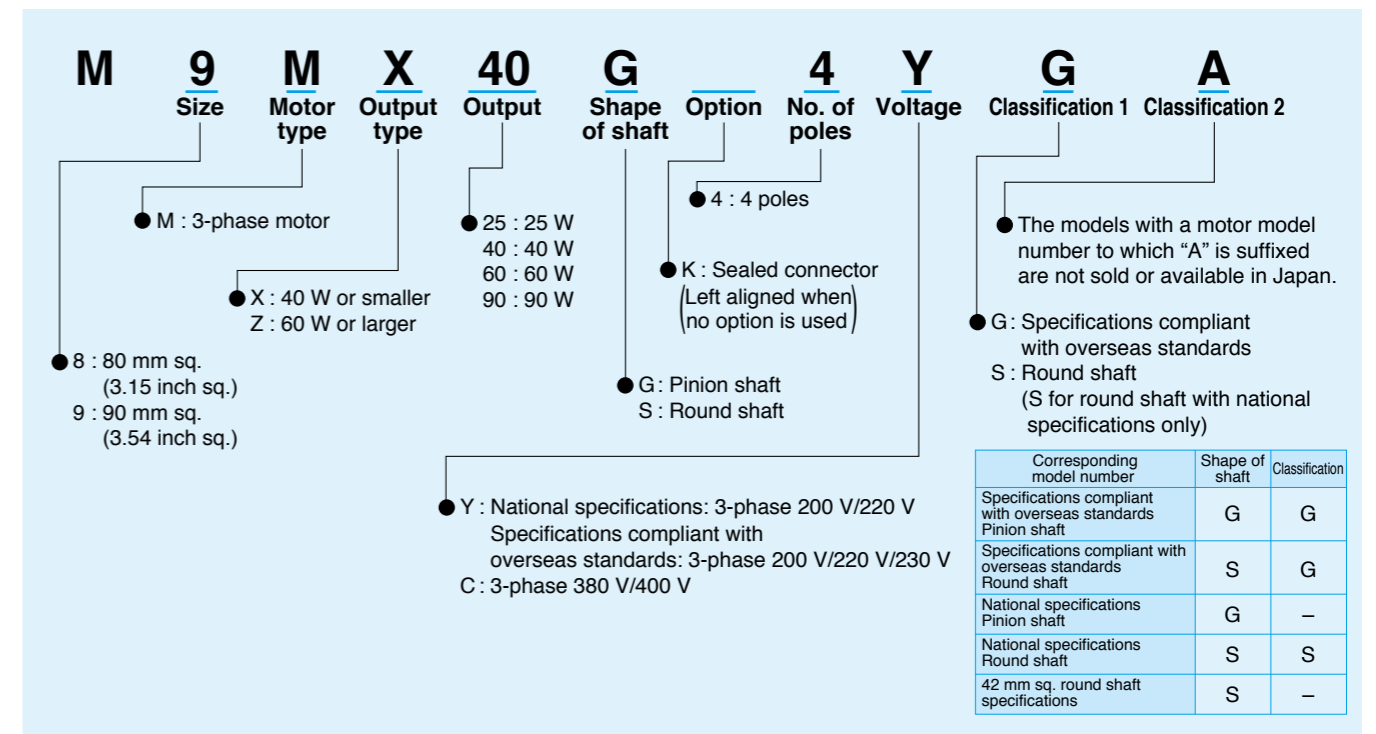 M 9 M X 40 G 4 Y G A
Size Motor type Output type Output Shape of shaft Option No. of poles Voltage Classification 1 Classification 2
M : 3-phase motor
X : 40 W or smaller
Z : 60 W or larger
8 : 80 mm sq.
(3.15 inch sq.)
9 : 90 mm sq.
(3.54 inch sq.)
25 : 25 W
40 : 40 W
60 : 60 W
90 : 90 W
4 : 4 poles
K : Sealed connector
(Left aligned when
no option is used)
G : Pinion shaft
S : Round shaft
Y : National specifications: 3-phase 200 V/220 V
Specifications compliant with
overseas standards: 3-phase 200 V/220 V/230 V
C : 3-phase 380 V/400 V
The models with a motor model
number to which “A” is suffixed
are not sold or available in Japan.
G : Specifications compliant
with overseas standards
S : Round shaft
(S for round shaft with national
specifications only)
Corresponding
model number
Shape of
shaft
Classification
Specifications compliant
with overseas standards
Pinion shaft
G G
Specifications compliant with
overseas standards
Round shaft
S G
National specifications
Pinion shaft
G –
National specifications
Round shaft
S S
42 mm sq. round shaft
specifications
S –